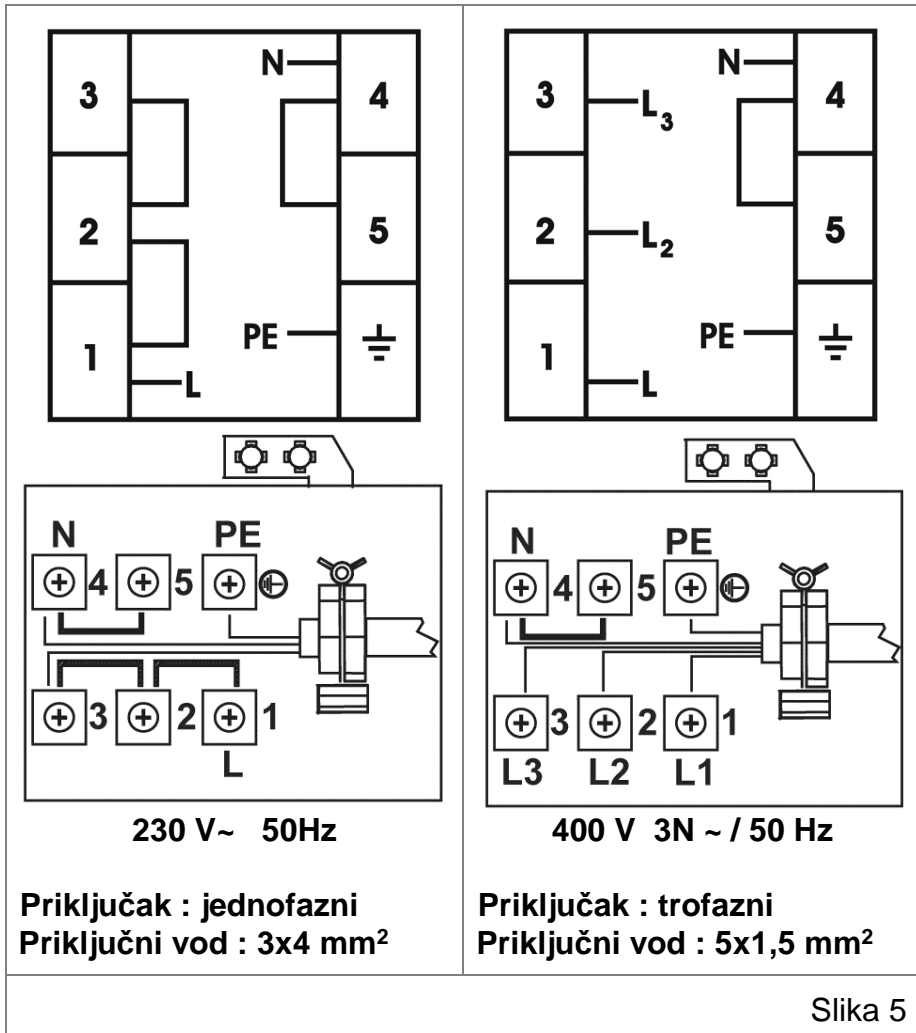 3
N
4
2
5
1
PE
L
3
L3
N
4
2
L2
5
1
PE
L
N
PE
4
5
3
2
1
L
N
PE
4
5
3
2
1
L3
L2
L1
230 V~ 50Hz
Priključak : jednofazni
Priključni vod : 3x4 mm²
400 V 3N ~ / 50 Hz
Priključak : trofazni
Priključni vod : 5x1,5 mm²
Slika 5